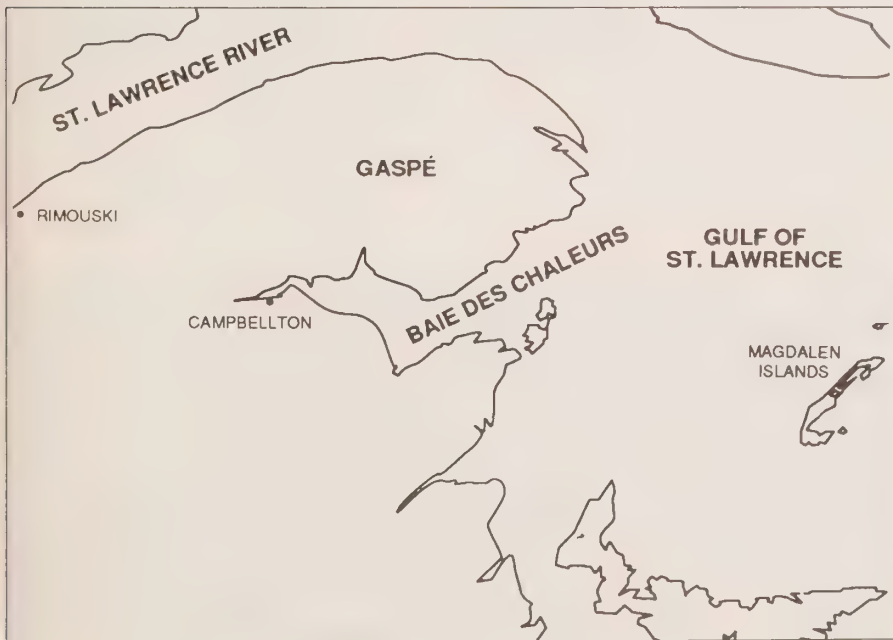 ST. LAWRENCE RIVER
GASPÉ
RIMOUSKI
GULF OF
ST. LAWRENCE
BAIE DES CHALEURS
CAMPBELLTON
MAGDALEN
ISLANDS